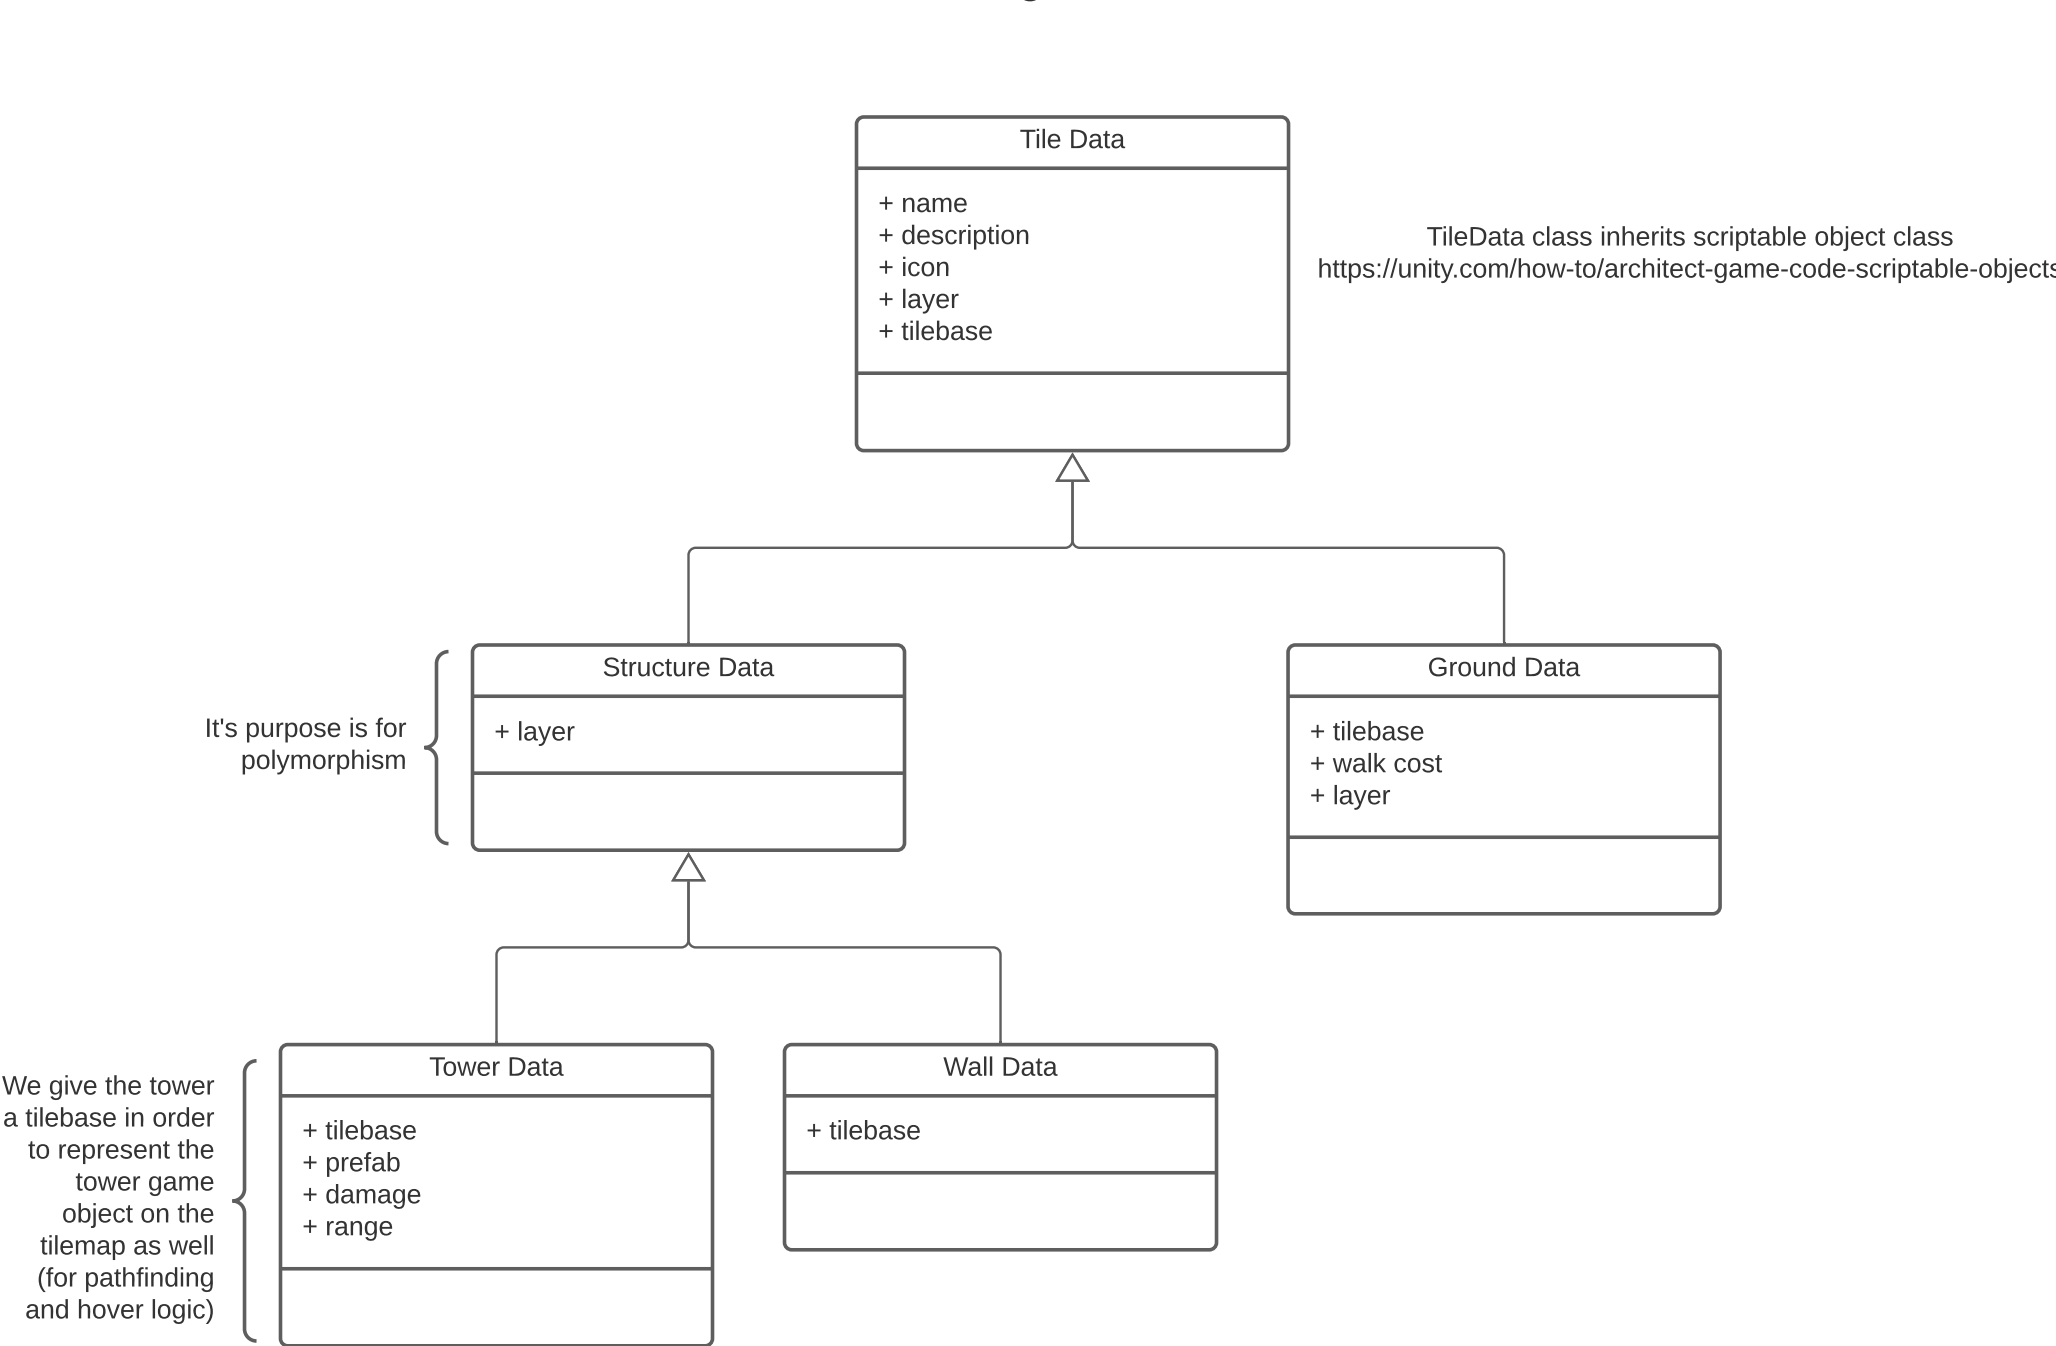 Tile Data
+ name
+ description
+ icon
+ layer
+ tilebase
TileData class inherits scriptable object class
https://unity.com/how-to/architect-game-code-scriptable-objects
Structure Data
+ layer
It's purpose is for
polymorphism
Ground Data
+ tilebase
+ walk cost
+ layer
We give the tower
a tilebase in order
to represent the
tower game
object on the
tilemap as well
(for pathfinding
and hover logic)
Tower Data
+ tilebase
+ prefab
+ damage
+ range
Wall Data
+ tilebase